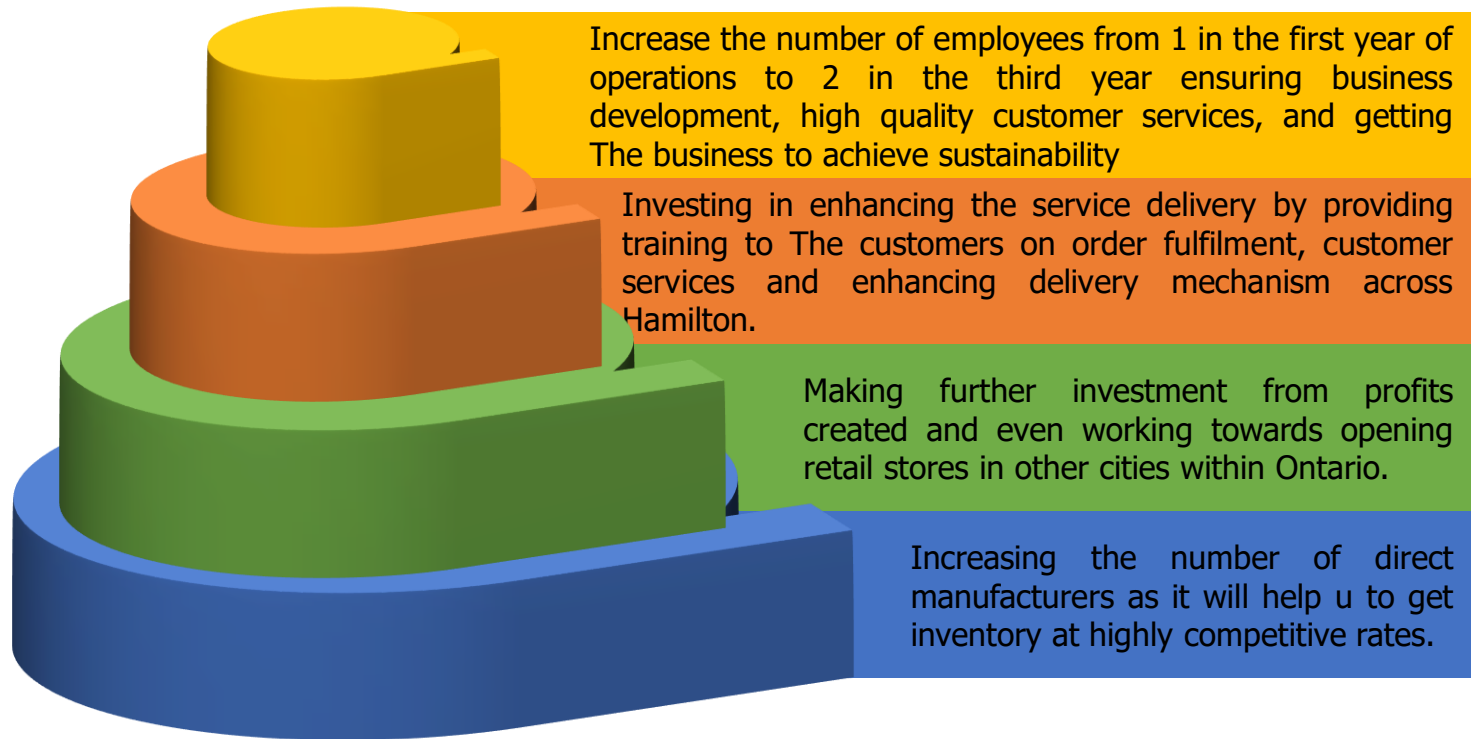 Increase the number of employees from 1 in the first year of
operations to 2 in the third year ensuring business
development, high quality customer services, and getting
The business to achieve sustainability
Investing in enhancing the service delivery by providing
training to The customers on order fulfilment, customer
services and enhancing delivery mechanism across
Hamilton.
Making further investment from profits
created and even working towards opening
retail stores in other cities within Ontario.
Increasing the number of direct
manufacturers as it will help u to get
inventory at highly competitive rates.